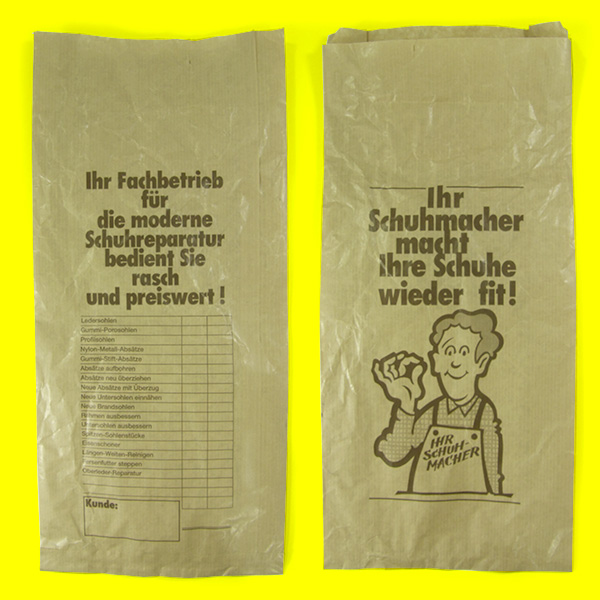 Ihr Fachbetrieb
für
die moderne
Schuhreparatur
bedient Sie
rasch
und preiswert !
Ledersohlen
Gummi-Porosohlen
Profilsohlen
Nylon-Metall-Absätze
Gummi-Stift-Absätze
Absätze aufbohren
Absätze neu überziehen
Neue Absätze mit Überzug
Neue Untersohlen einnähen
Neue Brandsohlen
Rahmen ausbessern
Untersohlen ausbessern
Spitzen-Sohlenstücke
Längen-Weiten-Reinigen
Fersenfutter steppen
Oberleder-Reparatur
Kunde:
Ihr
Schuhmacher
macht
Ihre Schuhe
wieder fit!
IHR
SCHUH-
MACHER